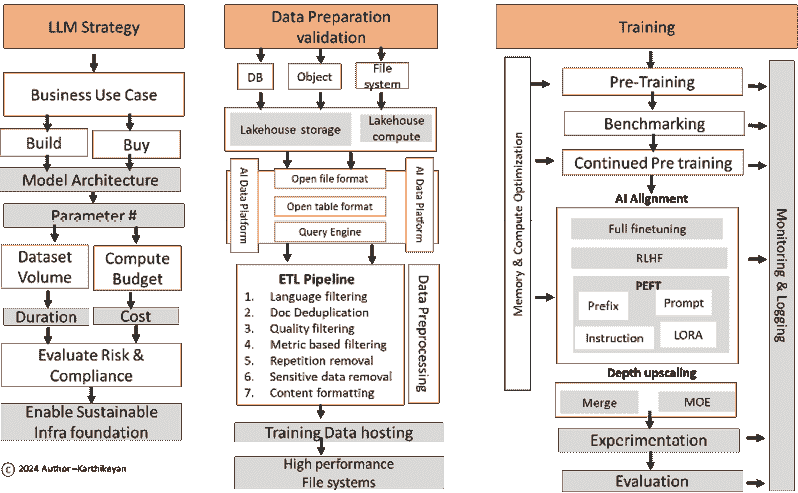 LLM Strategy
Business Use Case
Build
Buy
Model Architecture
Parameter #
Dataset
Volume
Compute
Budget
Duration
Cost
Evaluate Risk &
Compliance
Enable Sustainable
Infra foundation
© 2024 Author –Karthikeyan
Data Preparation
validation
DB
Object
File
system
Lakehouse storage
Lakehouse
compute
AI Data Platform
Open file format
Open table format
Query Engine
AI Data Platform
ETL Pipeline
1. Language filtering
2. Doc Deduplication
3. Quality filtering
4. Metric based filtering
5. Repetition removal
6. Sensitive data removal
7. Content formatting
Data Preprocessing
Training Data hosting
High performance
File systems
Training
Memory & Compute Optimization
Pre-Training
Benchmarking
Continued Pre training
AI Alignment
Full finetuning
RLHF
PEFT
Prefix
Prompt
Instruction
LORA
Depth upscaling
Merge
MOE
Experimentation
Evaluation
Monitoring & Logging